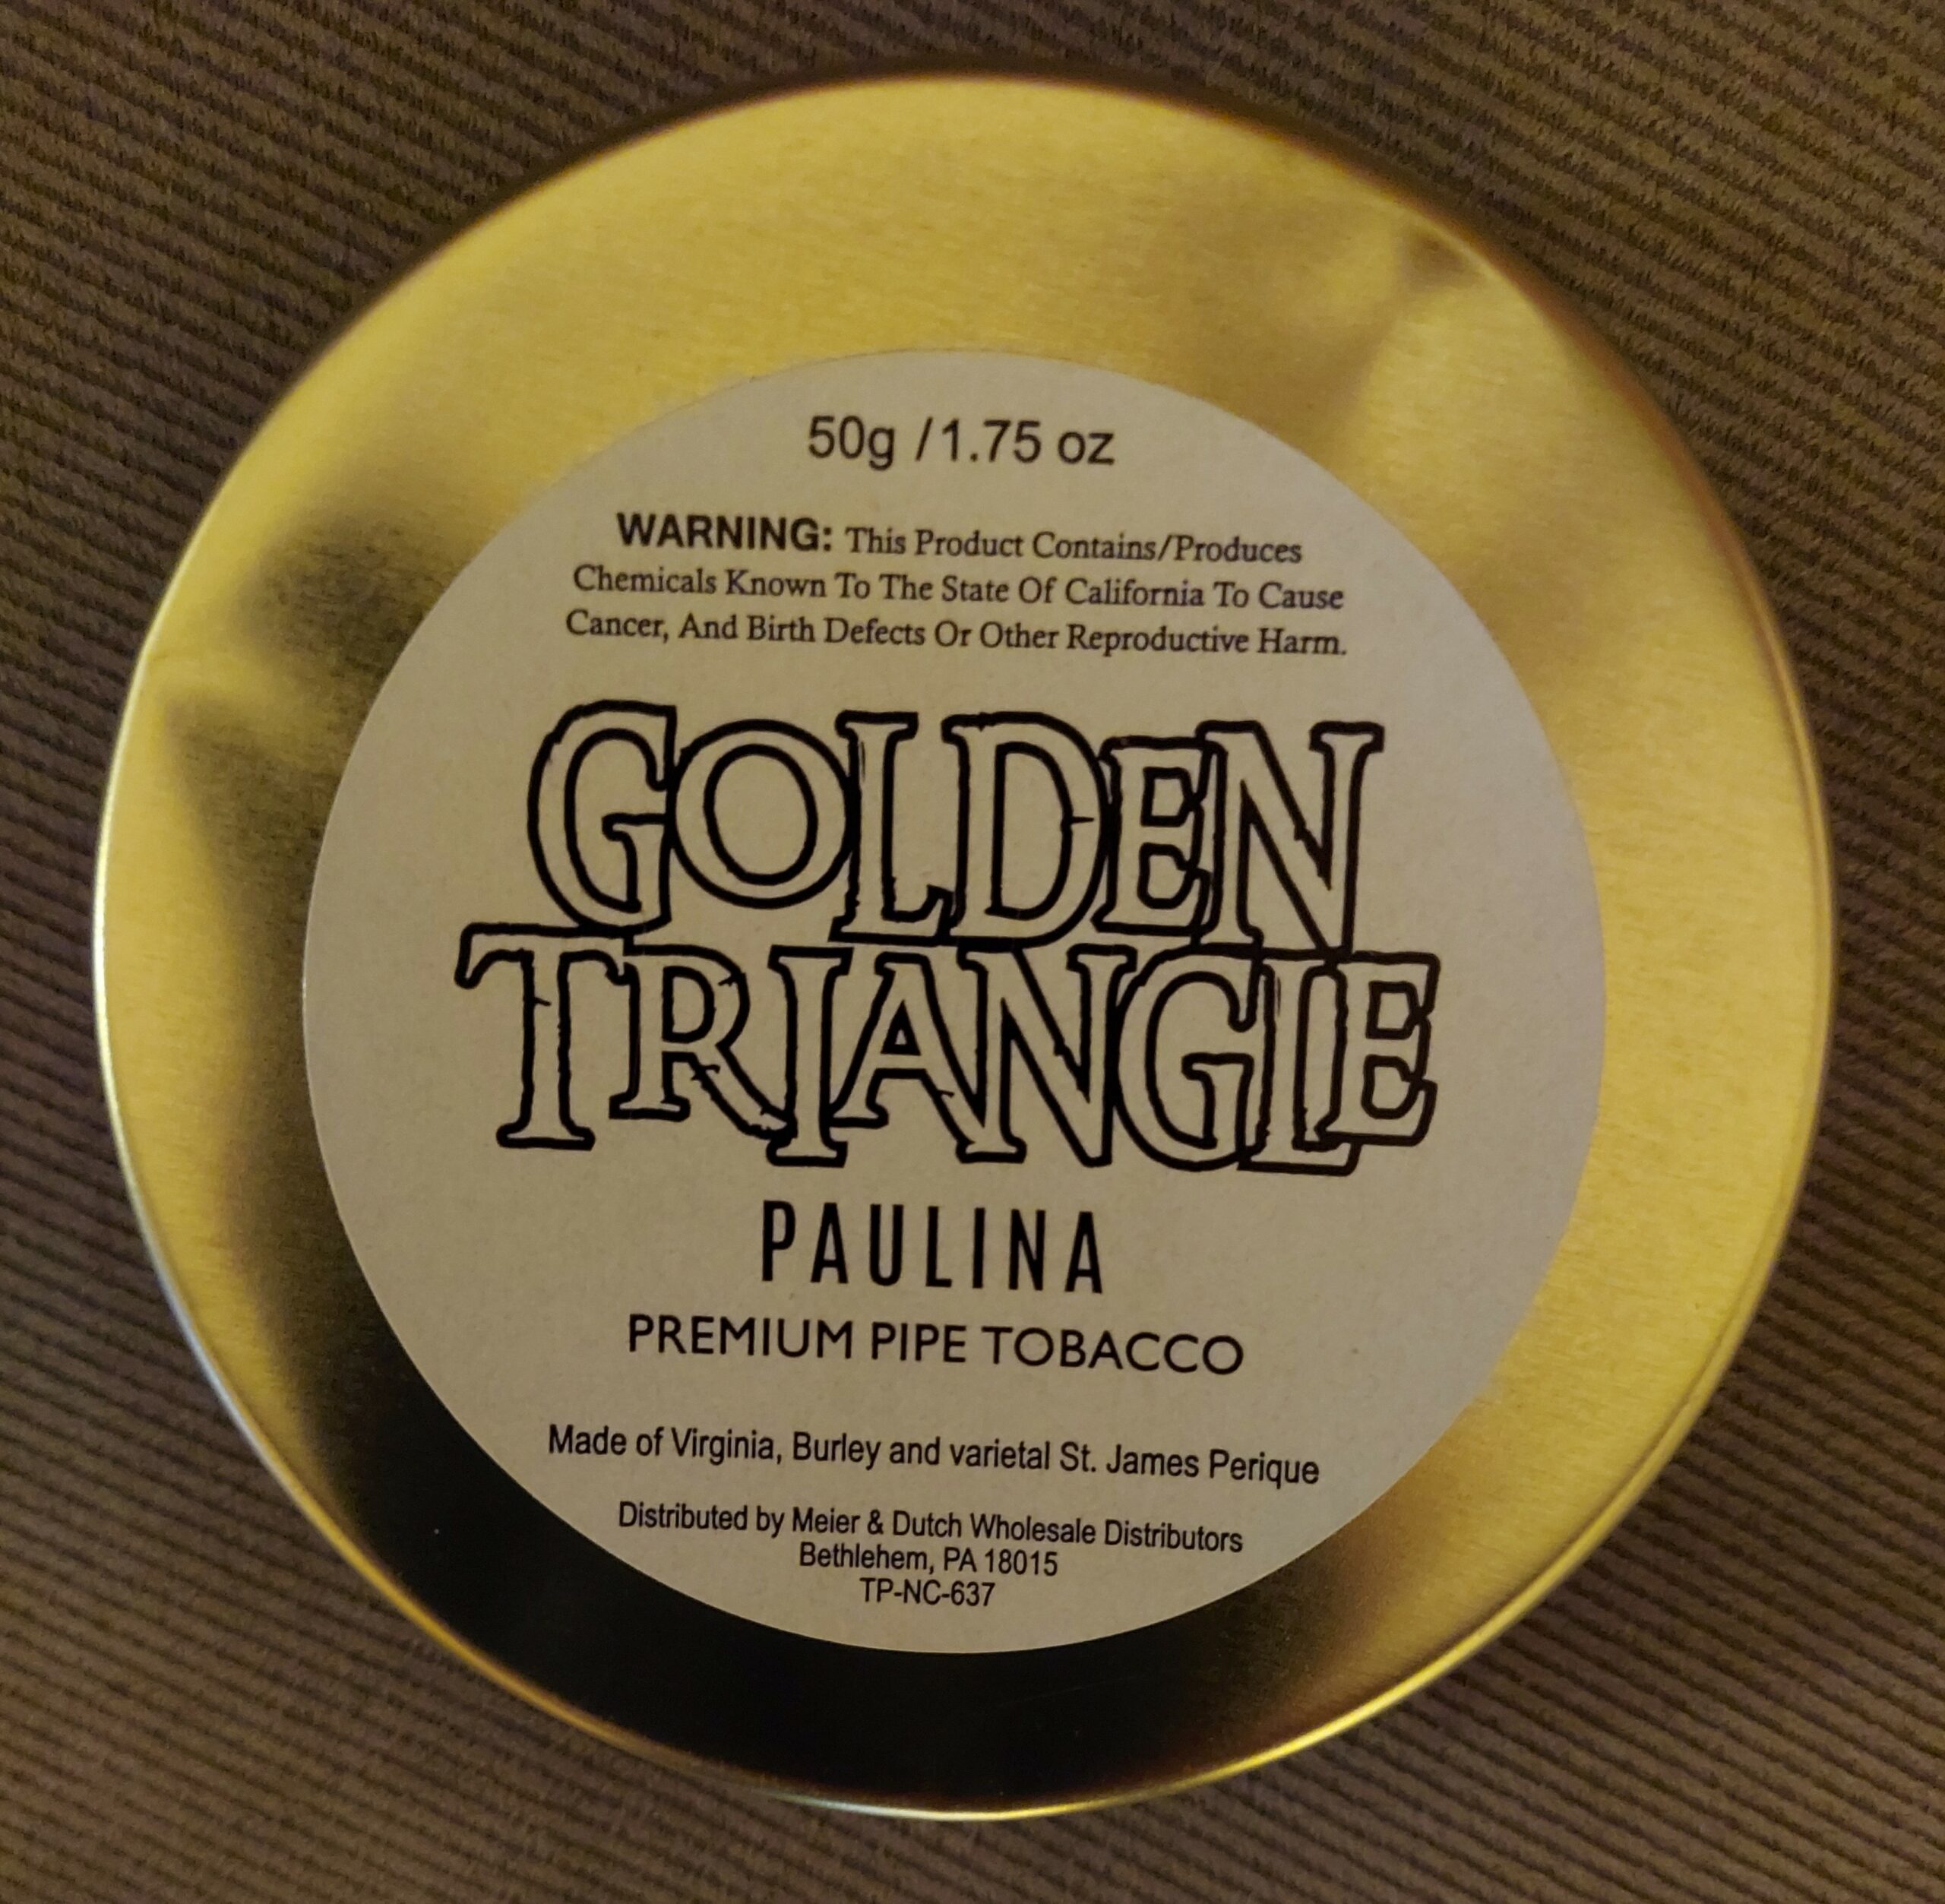 50g / 1.75 oz
WARNING: This Product Contains/Produces
Chemicals Known To The State Of California To Cause
Cancer, And Birth Defects Or Other Reproductive Harm.
GOLDEN
TRIANGLE
PAULINA
PREMIUM PIPE TOBACCO
Made of Virginia, Burley and varietal St. James Perique
Distributed by Meier & Dutch Wholesale Distributors
Bethlehem, PA 18015
TP-NC-637